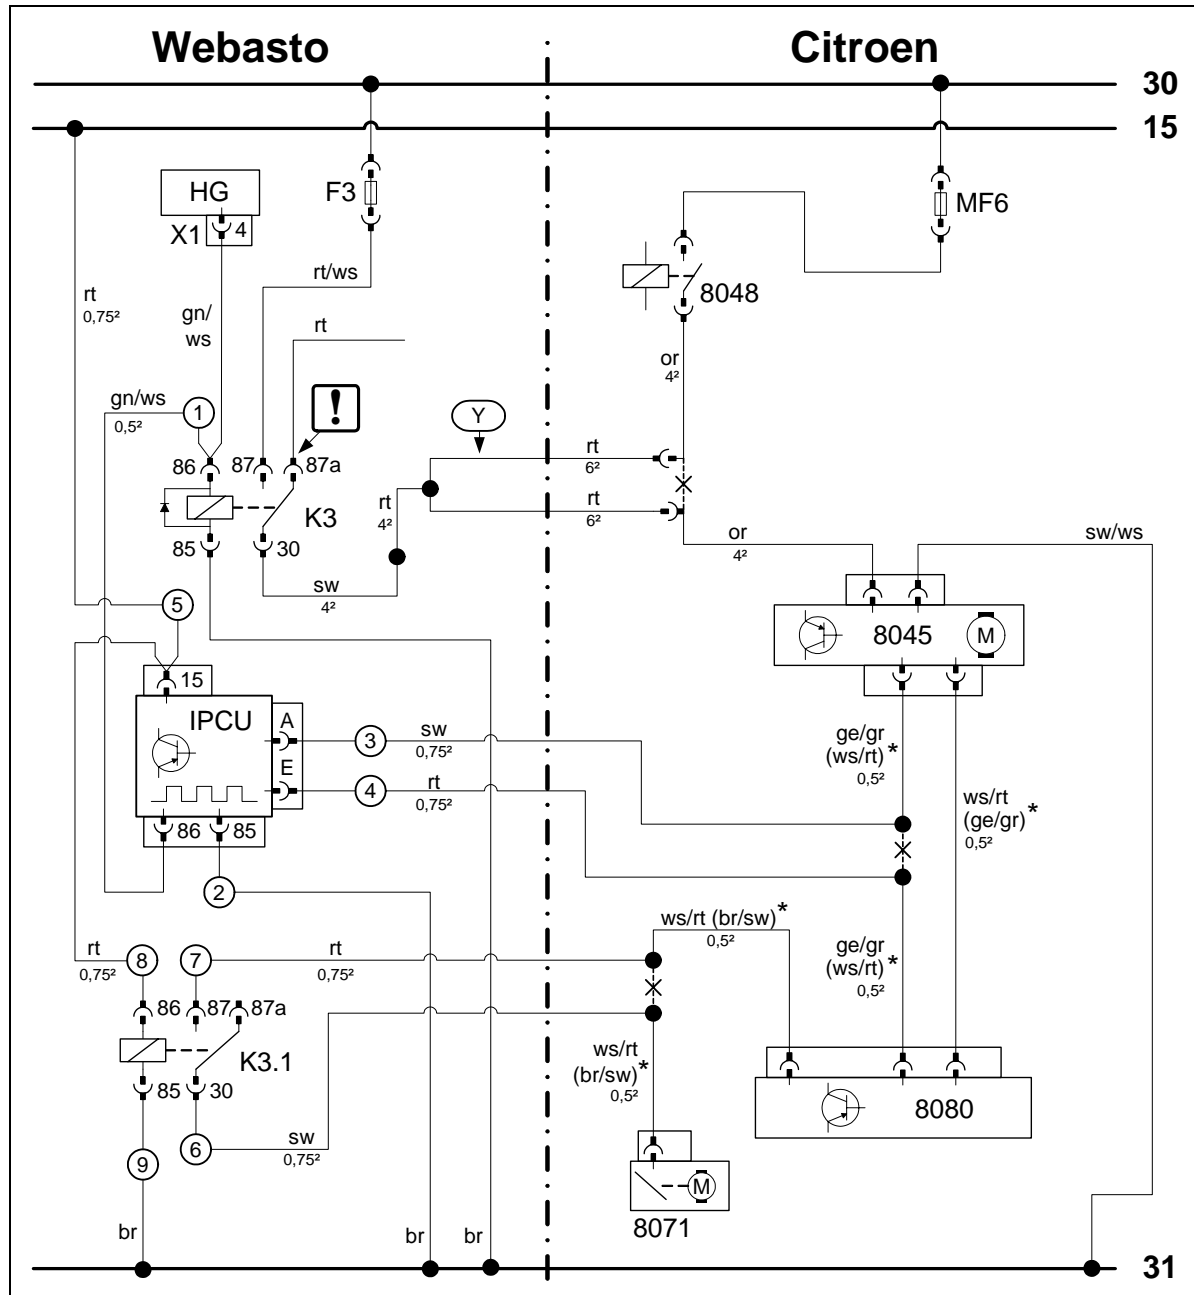 Webasto
Citroen
30
15
HG
X1
4
F3
MF6
rt/ws
8048
rt
0,75²
gn/
ws
rt
or
4²
gn/ws
0,5²
1
!
Y
86
87
87a
rt
6²
K3
rt
4²
rt
6²
85
30
or
4²
sw/ws
sw
4²
5
8045
M
15
IPCU
A
3
sw
0,75²
ge/gr
(ws/rt)*
0,5²
E
4
rt
0,75²
ws/rt
(ge/gr)*
0,5²
86
85
2
ws/rt (br/sw)*
0,5²
rt
0,75²
8
7
rt
0,75²
ge/gr
(ws/rt)*
0,5²
86
87
87a
K3.1
ws/rt
(br/sw)*
0,5²
85
30
8080
6
sw
0,75²
9
M
8071
br
br
br
31